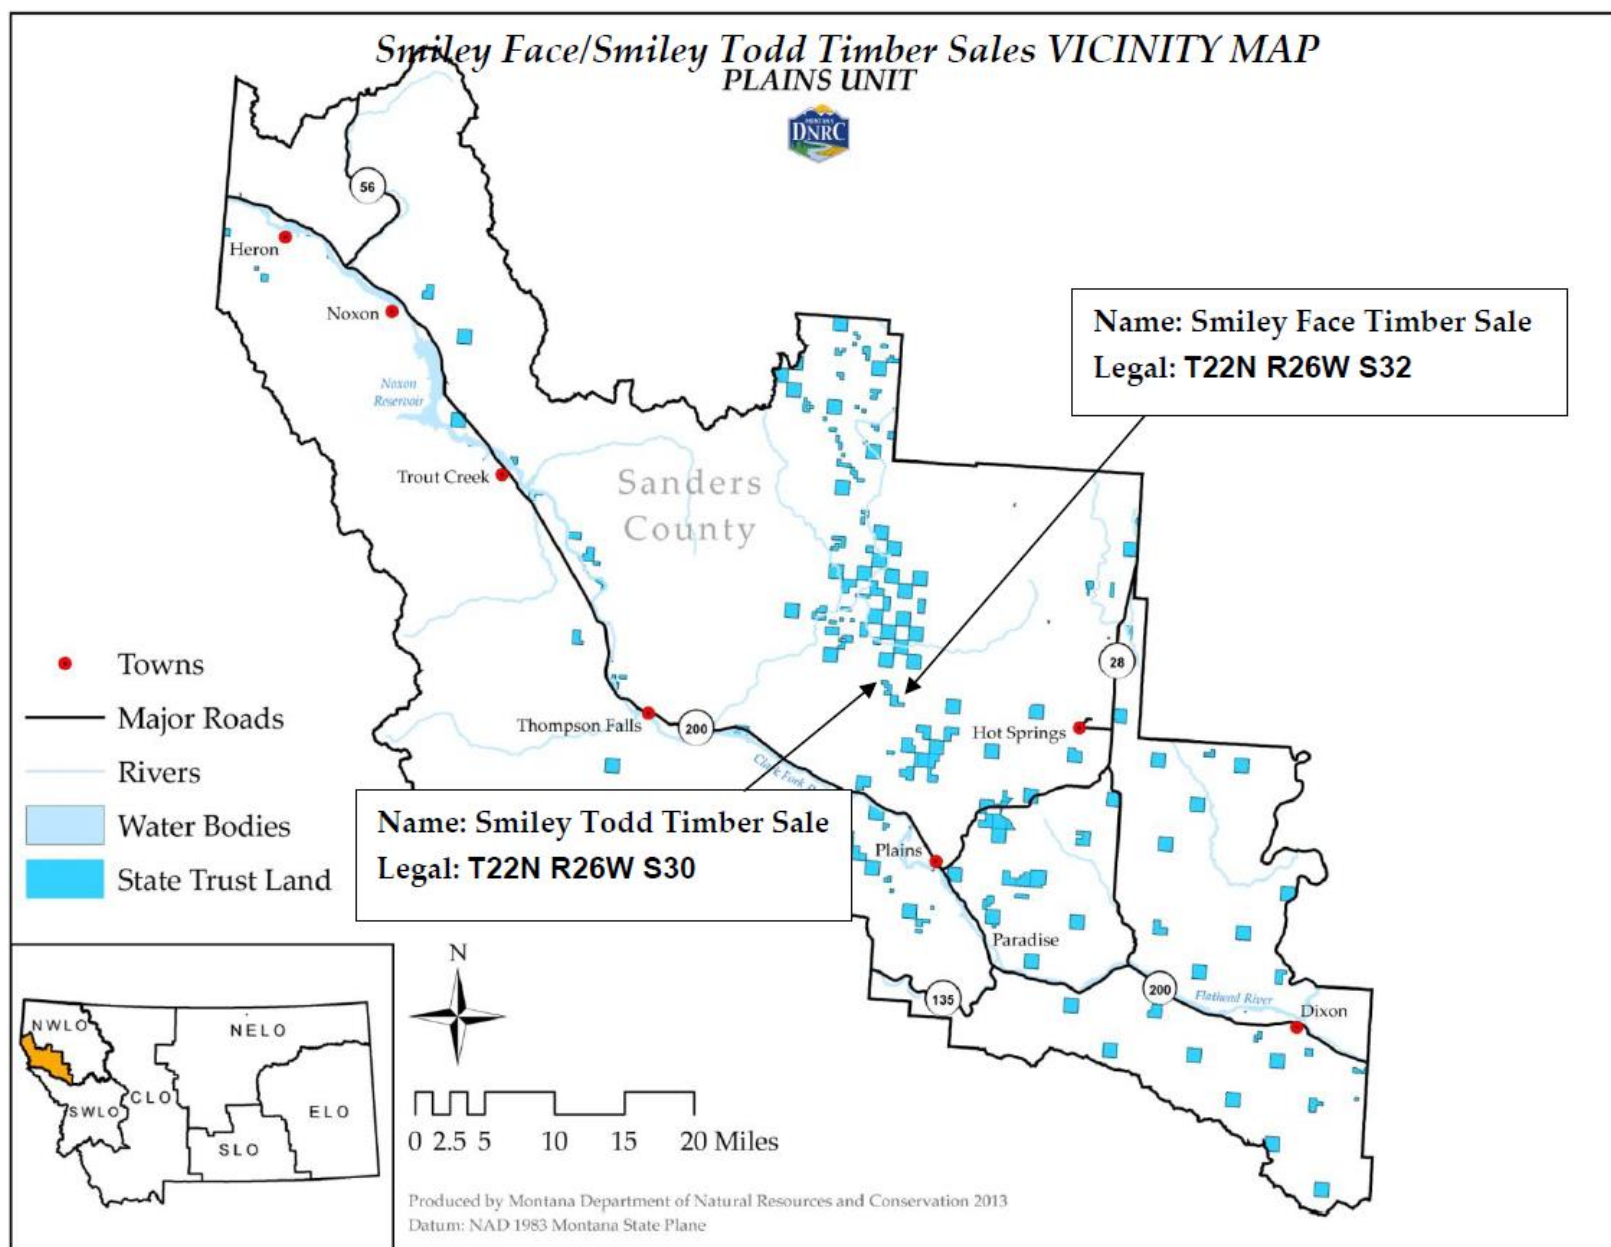 Smiley Face/Smiley Todd Timber Sales VICINITY MAP
PLAINS UNIT
MONTANA
DNRC
56
Heron
Noxon
Noxon
Reservoir
Name: Smiley Face Timber Sale
Legal: T22N R26W S32
Trout Creek
Sanders
County
28
Towns
Major Roads
Rivers
Water Bodies
State Trust Land
Thompson Falls
200
Hot Springs
Clark Fork
Name: Smiley Todd Timber Sale
Legal: T22N R26W S30
Plains
Paradise
135
200
Flathead River
Dixon
N
NWLO
NELO
CLO
SWLO
ELO
SLO
0 2.5 5 10 15 20 Miles
Produced by Montana Department of Natural Resources and Conservation 2013
Datum: NAD 1983 Montana State Plane